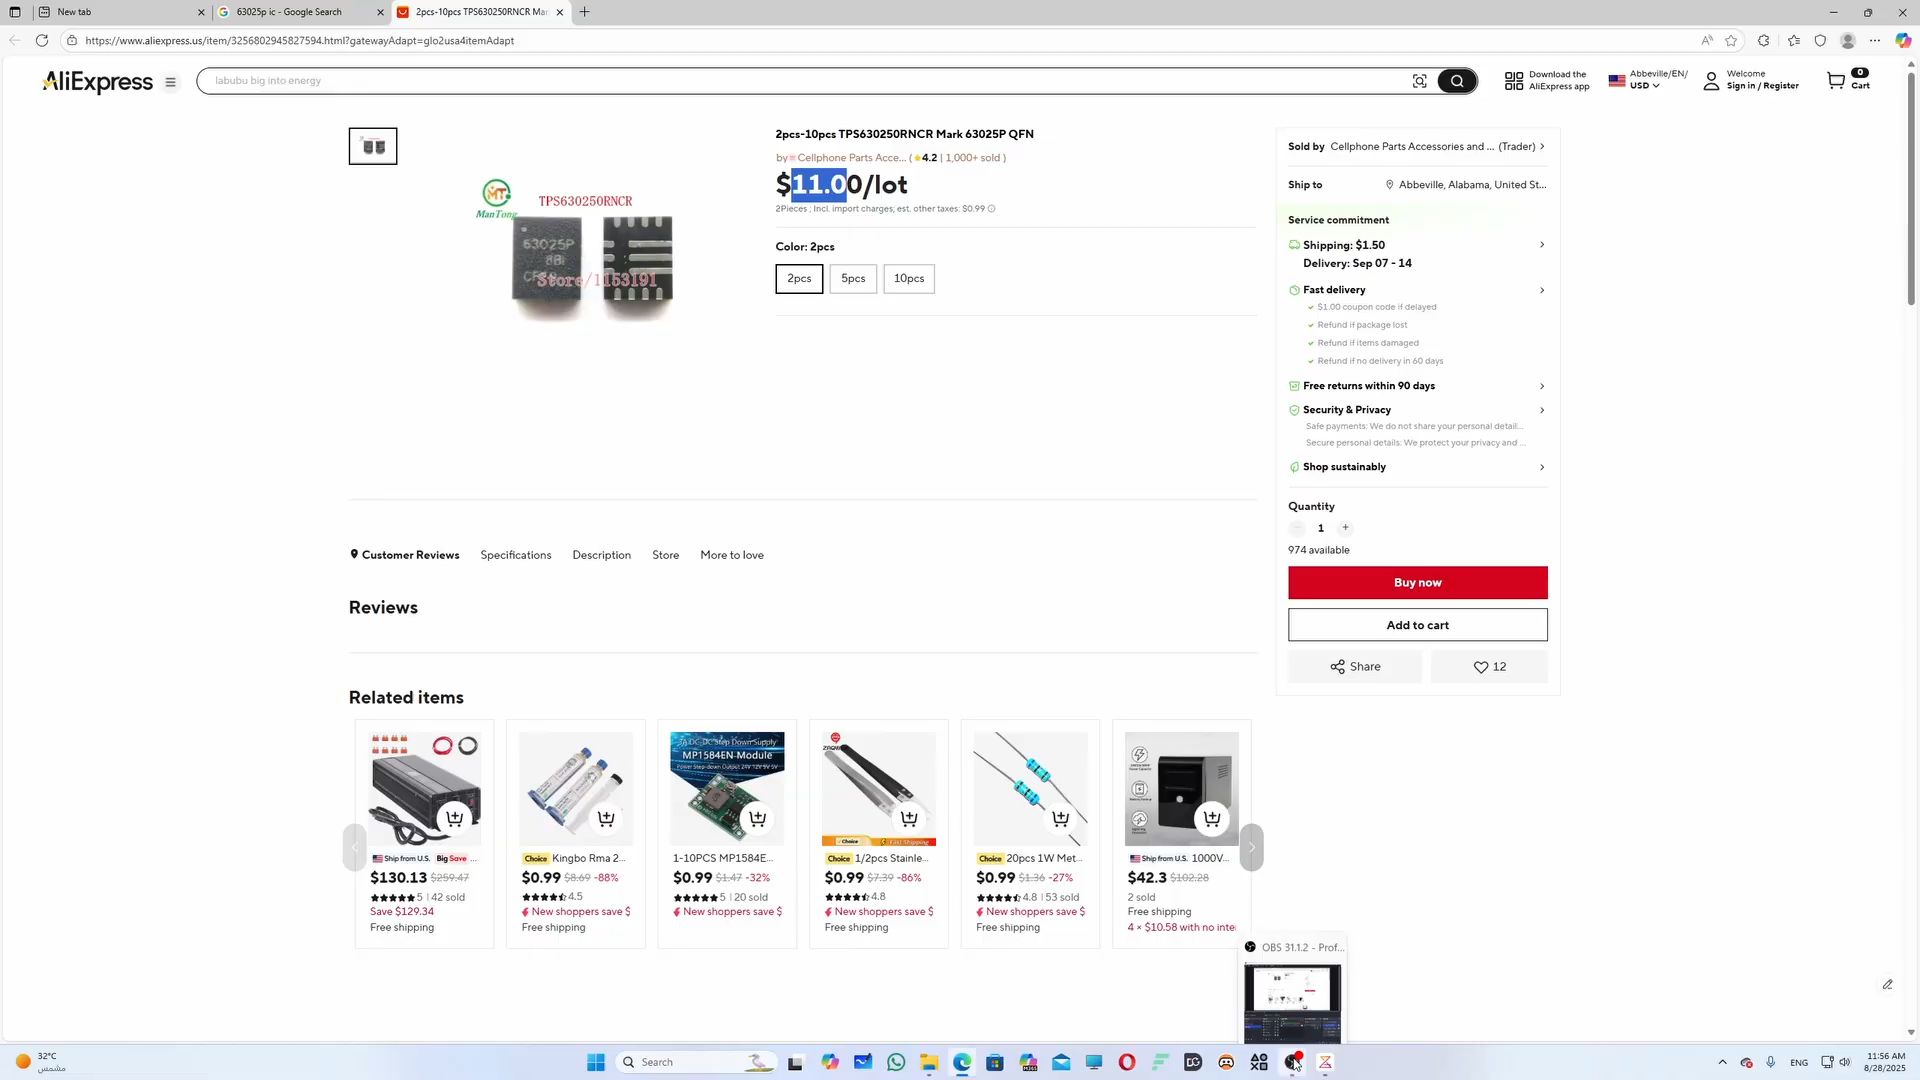 New tab
63025p ic - Google Search
2pcs-10pcs TPS630250RNCR Mar
https://www.aliexpress.us/item/3256802945827594.html?gatewayAdapt=glo2usa4itemAdapt
AliExpress
labubu big into energy
Download the
AliExpress app
Abbeville/EN/
USD
Welcome
Sign in / Register
0
Cart
2pcs-10pcs TPS630250RNCR Mark 63025P QFN
by Cellphone Parts Acce... ( 4.2 | 1,000+ sold )
$11.00/lot
2Pieces , Incl. import charges; est. other taxes: $0.99
Color: 2pcs
2pcs
5pcs
10pcs
ManTong
TPS630250RNCR
63025P
8BI
Store/1153191
Sold by Cellphone Parts Accessories and ... (Trader)
Ship to
Abbeville, Alabama, United St...
Service commitment
Shipping: $1.50
Delivery: Sep 07 - 14
Fast delivery
$1.00 coupon code if delayed
Refund if package lost
Refund if items damaged
Refund if no delivery in 60 days
Free returns within 90 days
Security & Privacy
Safe payments: We do not share your personal detail...
Secure personal details: We protect your privacy and ...
Shop sustainably
Quantity
1
974 available
Buy now
Add to cart
Share
12
Customer Reviews
Specifications
Description
Store
More to love
Reviews
Related items
Ship from U.S. Big Save ...
$130.13 $259.47
5 | 42 sold
Save $129.34
Free shipping
Choice Kingbo Rma 2...
$0.99 $8.69 -88%
4.5
New shoppers save $
Free shipping
DC-DC Step Down Supply
MP1584EN-Module
Power Step-down Output 24V 12V 9V 5V
1-10PCS MP1584E...
$0.99 $1.47 -32%
5 | 20 sold
New shoppers save $
Choice 1/2pcs Stainle...
$0.99 $7.39 -86%
4.8
New shoppers save $
Free shipping
Choice 20pcs 1W Met...
$0.99 $1.36 -27%
4.8 | 53 sold
New shoppers save $
Free shipping
Ship from U.S. 1000V...
$42.3 $102.28
2 sold
Free shipping
4 × $10.58 with no inte
OBS 31.1.2 - Prof...
32°C
مشمس
Search
ENG
11:56 AM
8/28/2025